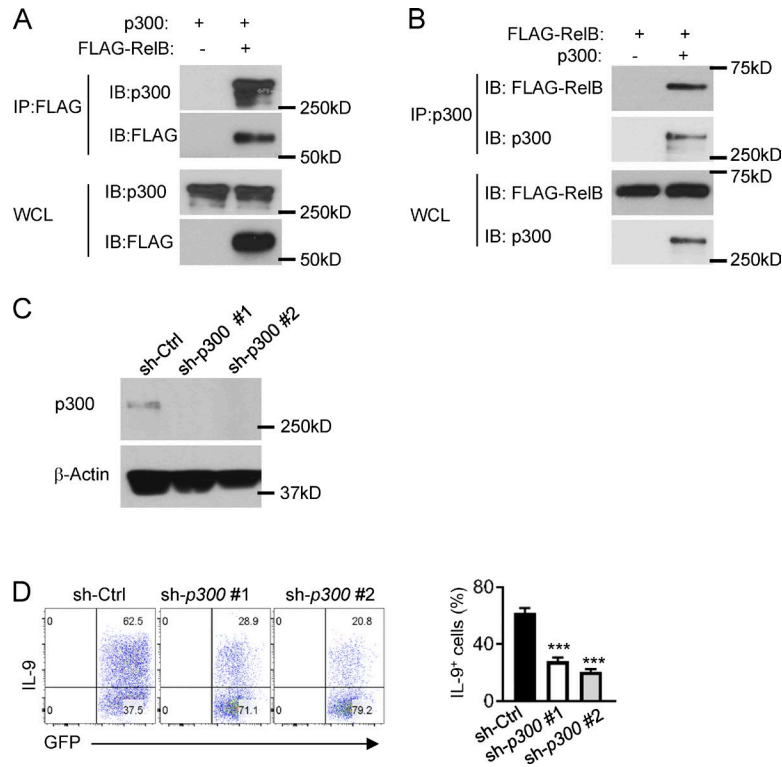 A
p300: + +
FLAG-RelB: - +
IP:FLAG
IB:p300
250kD
IB:FLAG
50kD
WCL
IB:p300
250kD
IB:FLAG
50kD
B
FLAG-RelB: + +
p300: - +
75kD
IP:p300
IB: FLAG-RelB
IB: p300
250kD
75kD
WCL
IB: FLAG-RelB
IB: p300
250kD
C
sh-Ctrl
sh-p300 #1
sh-p300 #2
p300
250kD
β-Actin
37kD
D
sh-Ctrl sh-p300 #1 sh-p300 #2
0 62.5 0 28.9 0 20.8
IL-9
0 37.5 0 71.1 0 79.2
GFP
IL-9+ cells (%)
80
40
0
*** ***
sh-Ctrl
sh-p300 #1
sh-p300 #2